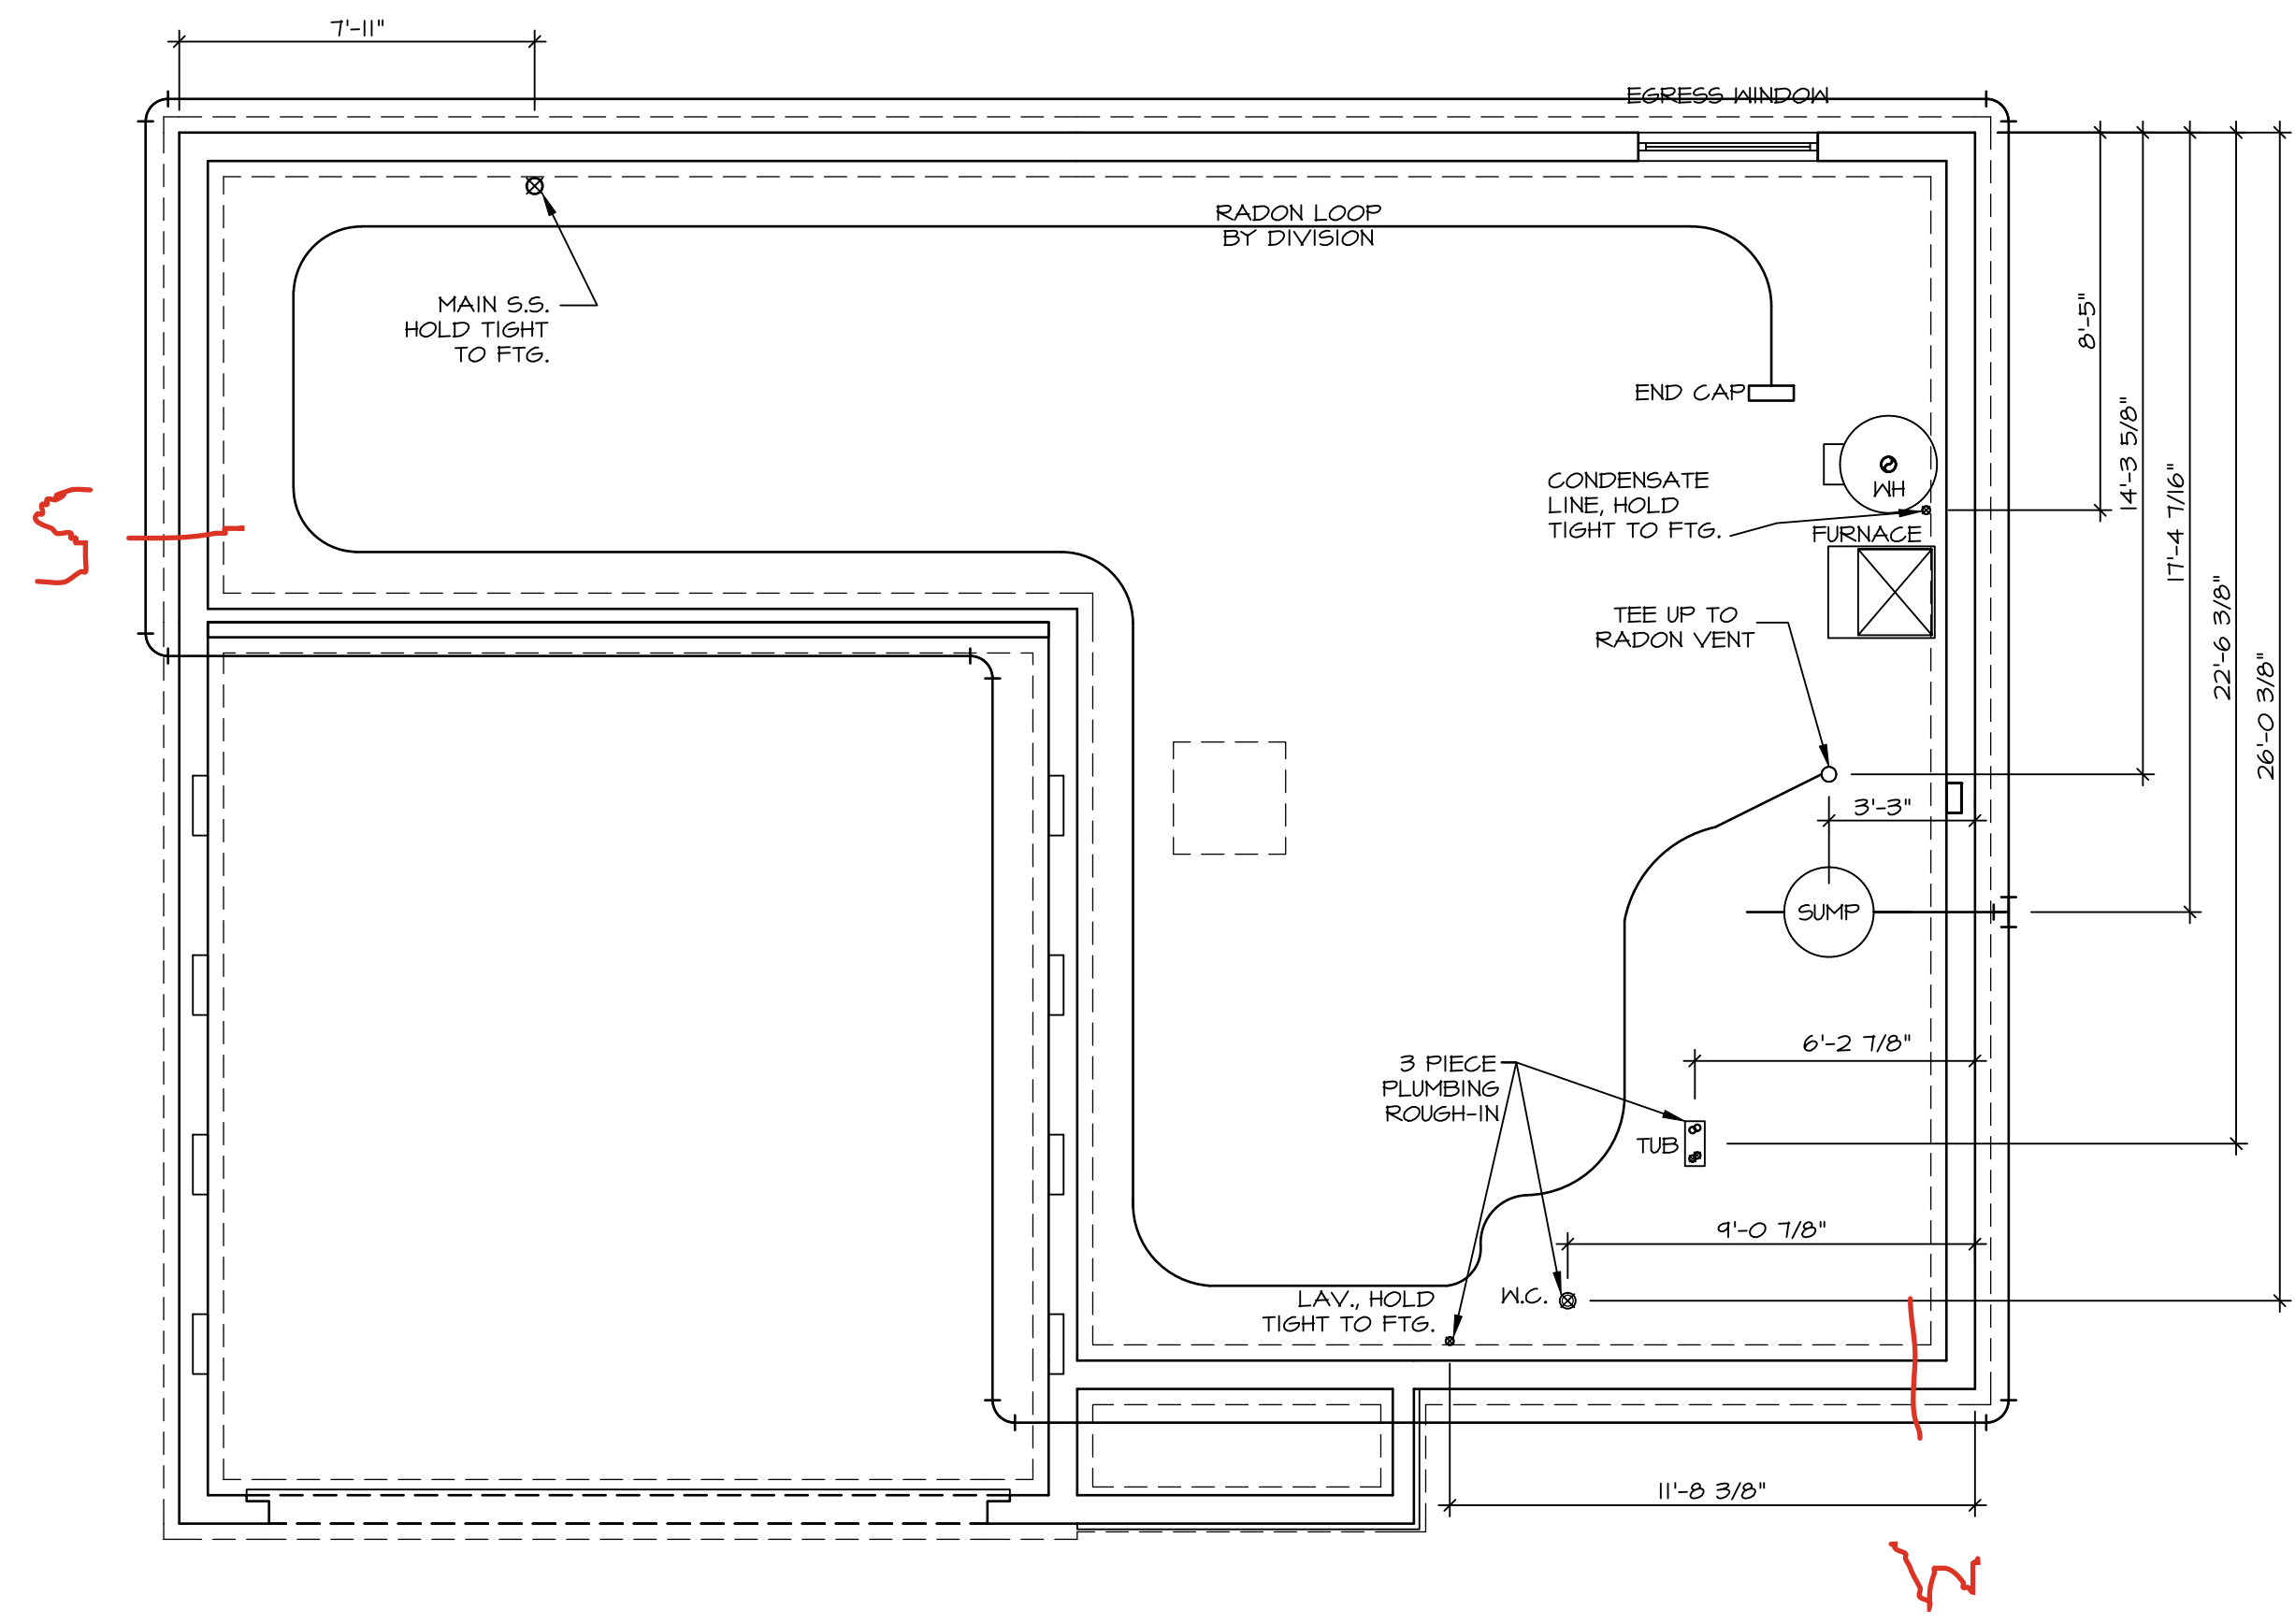 7'-11"
EGRESS WINDOW
RADON LOOP
BY DIVISION
MAIN S.S.
HOLD TIGHT
TO FTG.
8'-5"
END CAP
14'-3 5/8"
CONDENSATE
LINE, HOLD
TIGHT TO FTG.
WH
17'-4 7/16"
FURNACE
S
TEE UP TO
RADON VENT
22'-6 3/8"
26'-0 3/8"
3'-3"
SUMP
6'-2 7/8"
3 PIECE
PLUMBING
ROUGH-IN
TUB
9'-0 7/8"
W.C.
LAV., HOLD
TIGHT TO FTG.
11'-8 3/8"
W